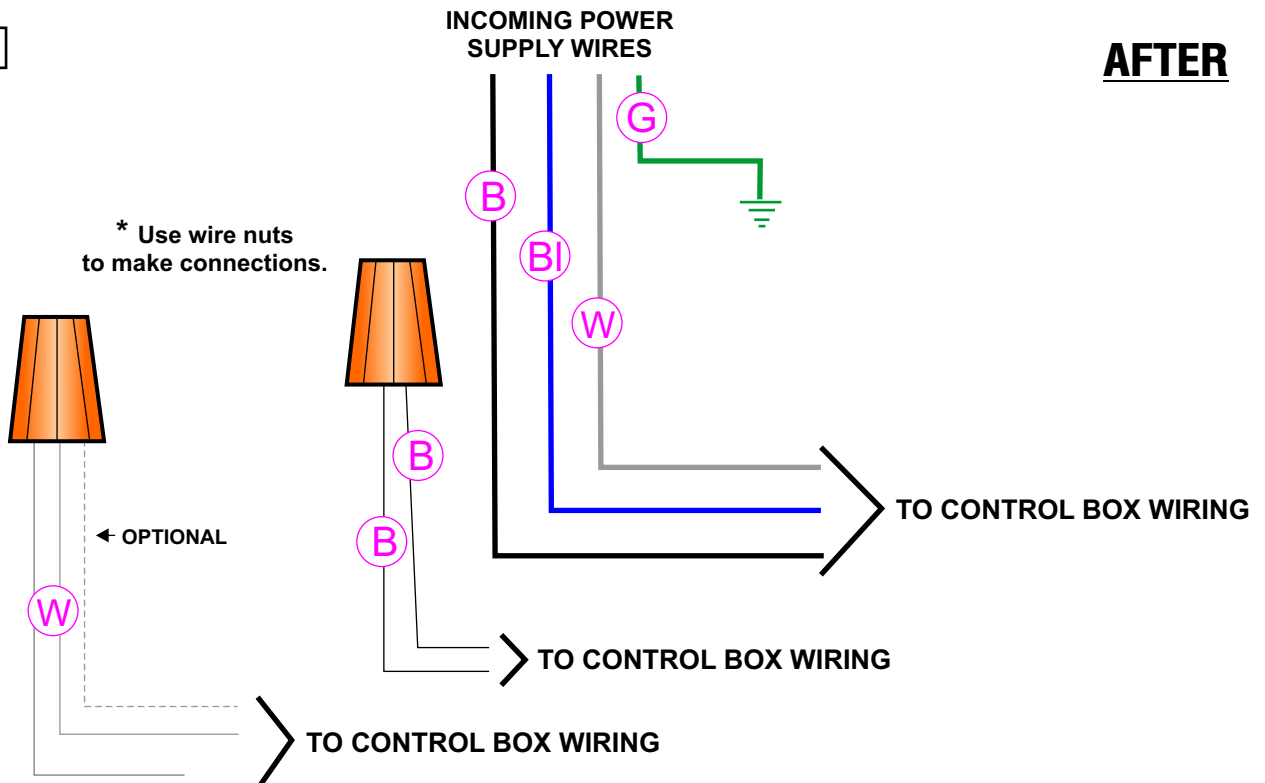 INCOMING POWER
SUPPLY WIRES
AFTER
G
B
Bl
W
* Use wire nuts
to make connections.
B
B
OPTIONAL
W
TO CONTROL BOX WIRING
TO CONTROL BOX WIRING
TO CONTROL BOX WIRING